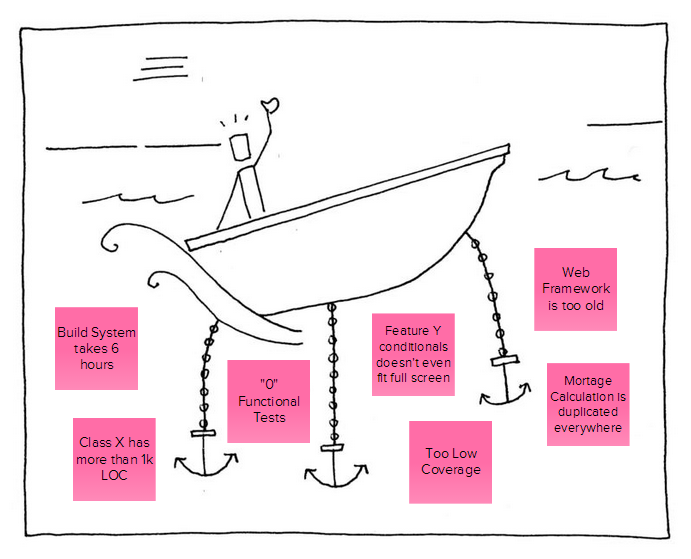 Web
Framework
is too old
Build System
takes 6
hours
Feature Y
conditionals
doesn't even
fit full screen
"0"
Functional
Tests
Mortage
Calculation is
duplicated
everywhere
Class X has
more than 1k
LOC
Too Low
Coverage